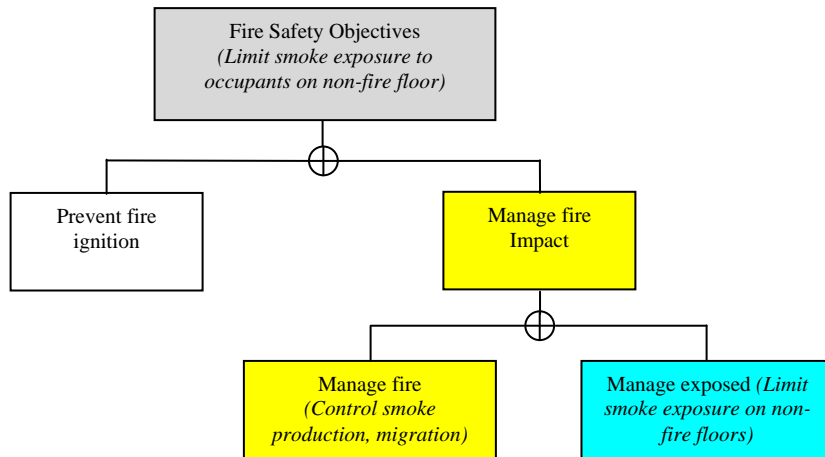 Fire Safety Objectives
(Limit smoke exposure to
occupants on non-fire floor)
Prevent fire
ignition
Manage fire
Impact
Manage fire
(Control smoke
production, migration)
Manage exposed (Limit
smoke exposure on non-
fire floors)